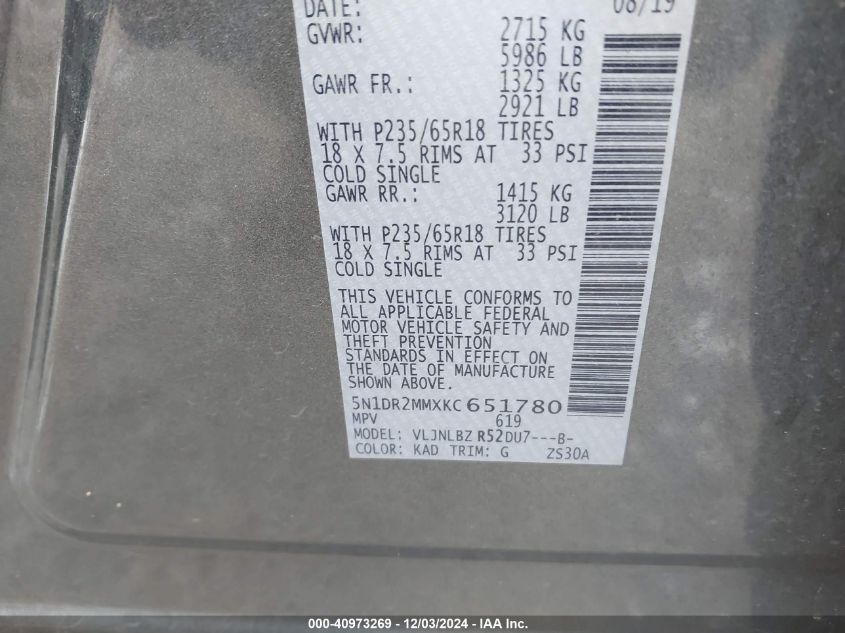 DATE: 08/19
GVWR: 2715 KG
5986 LB
GAWR FR.: 1325 KG
2921 LB
WITH P235/65R18 TIRES
18 X 7.5 RIMS AT 33 PSI
COLD SINGLE
GAWR RR.: 1415 KG
3120 LB
WITH P235/65R18 TIRES
18 X 7.5 RIMS AT 33 PSI
COLD SINGLE
THIS VEHICLE CONFORMS TO
ALL APPLICABLE FEDERAL
MOTOR VEHICLE SAFETY AND
THEFT PREVENTION
STANDARDS IN EFFECT ON
THE DATE OF MANUFACTURE
SHOWN ABOVE.
5N1DR2MMXKC651780
MPV 619
MODEL: VLJNLBZ R52DU7---B-
COLOR: KAD TRIM: G ZS30A
000-40973269 - 12/03/2024 - IAA Inc.